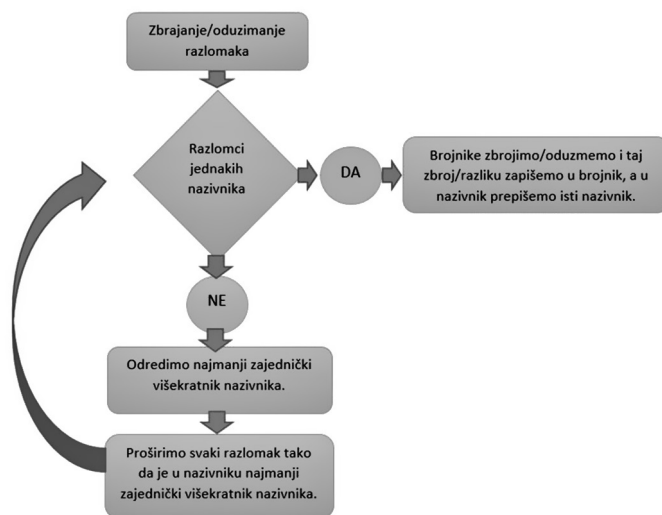 Zbrajanje/oduzimanje
razlomaka
Razlomci
jednakih
nazivnika
DA
Brojnike zbrojimo/oduzmemo i taj
zbroj/razliku zapišemo u brojnik, a u
nazivnik prepišemo isti nazivnik.
NE
Odredimo najmanji zajednički
višekratnik nazivnika.
Proširimo svaki razlomak tako
da je u nazivniku najmanji
zajednički višekratnik nazivnika.